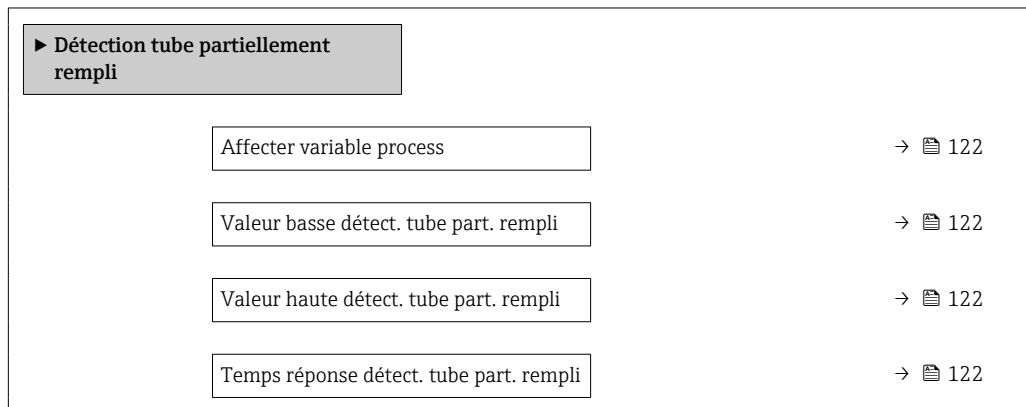 ► Détection tube partiellement
rempli
Affecter variable process → 122
Valeur basse détect. tube part. rempli → 122
Valeur haute détect. tube part. rempli → 122
Temps réponse détect. tube part. rempli → 122